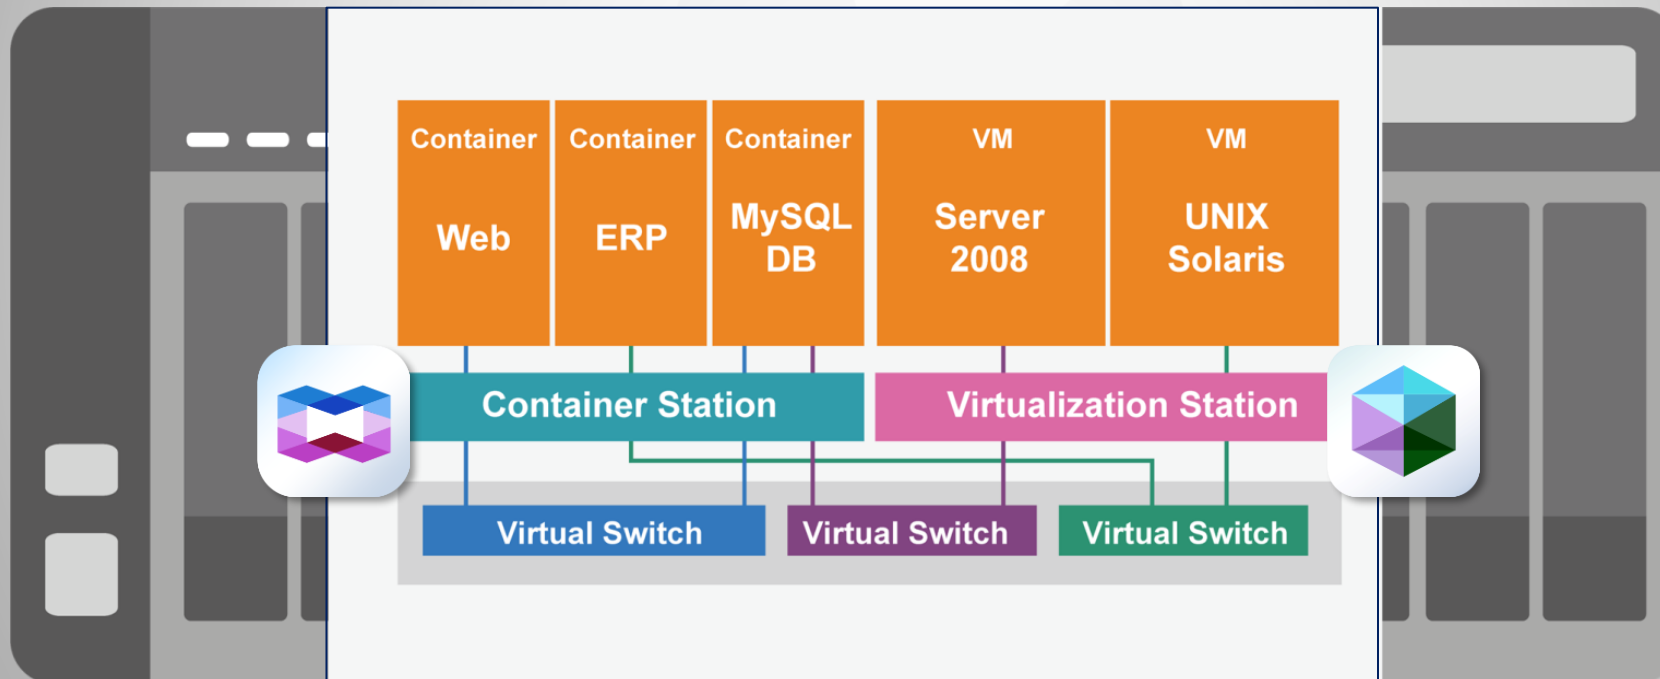 Container
Web
Container
ERP
Container
MySQL
DB
VM
Server
2008
VM
UNIX
Solaris
Container Station
Virtualization Station
Virtual Switch
Virtual Switch
Virtual Switch